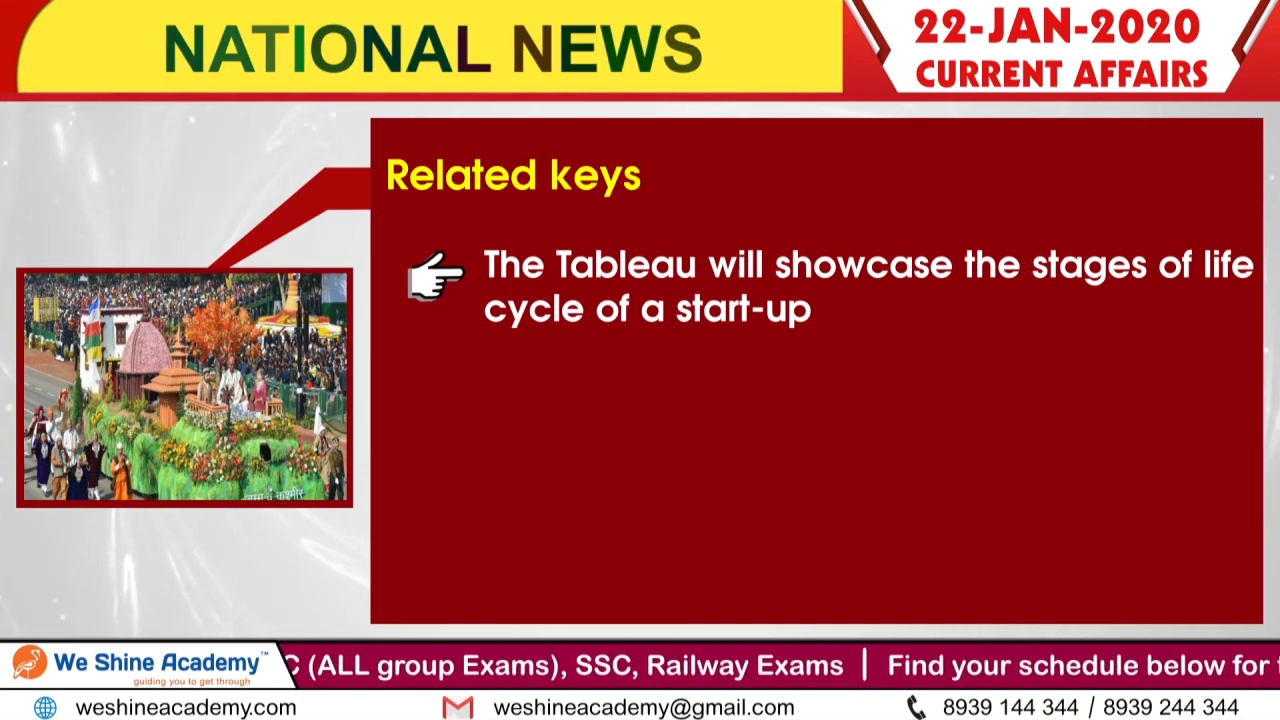 NATIONAL NEWS
22-JAN-2020
CURRENT AFFAIRS
Related keys
The Tableau will showcase the stages of life
cycle of a start-up
We Shine Academy™
guiding you to get through
C (ALL group Exams), SSC, Railway Exams | Find your schedule below for
weshineacademy.com
weshineacademy@gmail.com
8939 144 344 / 8939 244 344